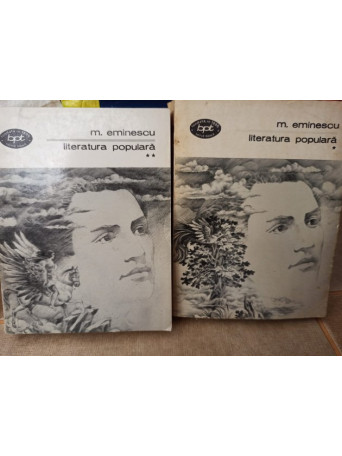 bpt
m. eminescu
literatura populară
**
bpt
m. eminescu
literatura populară
*